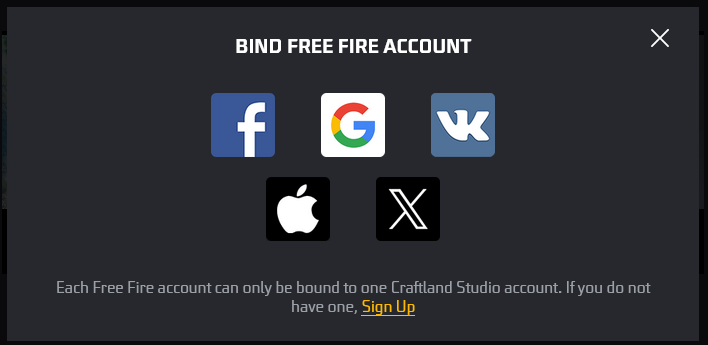 BIND FREE FIRE ACCOUNT
Each Free Fire account can only be bound to one Craftland Studio account. If you do not
have one, Sign Up